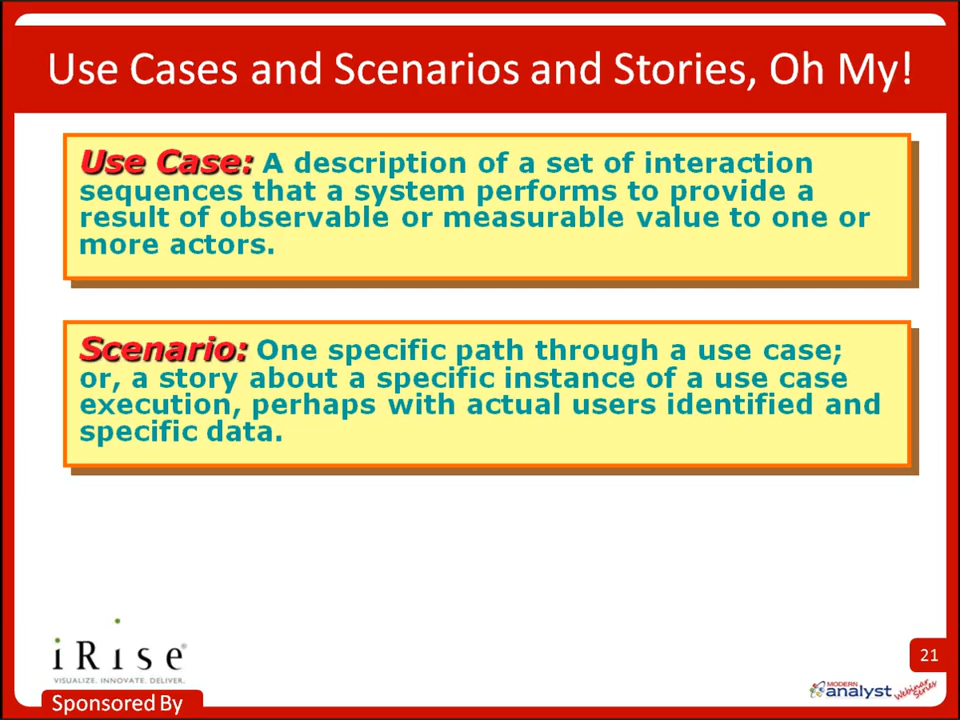 Use Cases and Scenarios and Stories, Oh My!
Use Case: A description of a set of interaction
sequences that a system performs to provide a
result of observable or measurable value to one or
more actors.
Scenario: One specific path through a use case;
or, a story about a specific instance of a use case
execution, perhaps with actual users identified and
specific data.
iRise®
VISUALIZE. INNOVATE. DELIVER.
Sponsored By
21
MODERN
analyst
Webinar
Series